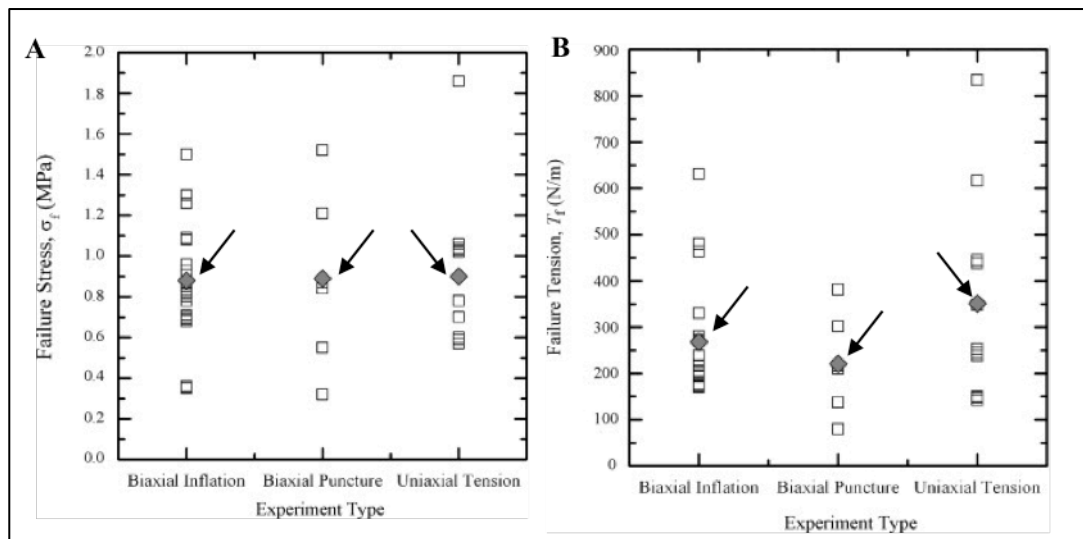 A
Failure Stress, σf (MPa)
2.0
1.8
1.6
1.4
1.2
1.0
0.8
0.6
0.4
0.2
0.0
Biaxial Inflation Biaxial Puncture Uniaxial Tension
Experiment Type
B
Failure Tension, Tf (N/m)
900
800
700
600
500
400
300
200
100
0
Biaxial Inflation Biaxial Puncture Uniaxial Tension
Experiment Type